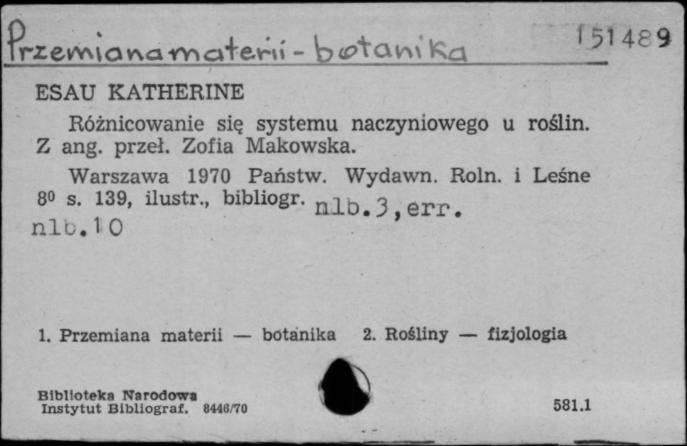 Przemiana materii - botanika
151489
ESAU KATHERINE
Różnicowanie się systemu naczyniowego u roślin.
Z ang. przeł. Zofia Makowska.
Warszawa 1970 Państw. Wydawn. Roln. i Leśne
8⁰ s. 139, ilustr., bibliogr. nlb.3,err.
nlb.10
1. Przemiana materii — botanika 2. Rośliny — fizjologia
Biblioteka Narodowa
Instytut Bibliograf. 8446/70
581.1